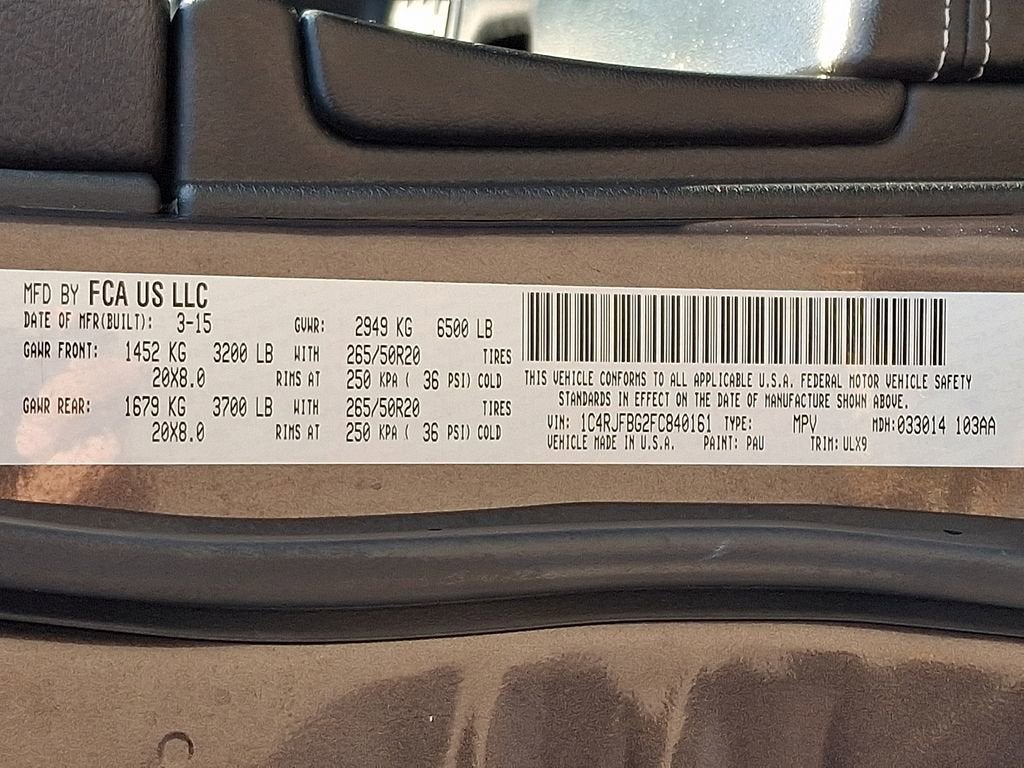 MFD BY FCA US LLC
DATE OF MFR(BUILT): 3-15 GVWR: 2949 KG 6500 LB
GAWR FRONT: 1452 KG 3200 LB WITH 265/50R20 TIRES
20X8.0 RIMS AT 250 KPA ( 36 PSI) COLD
GAWR REAR: 1679 KG 3700 LB WITH 265/50R20 TIRES
20X8.0 RIMS AT 250 KPA ( 36 PSI) COLD
THIS VEHICLE CONFORMS TO ALL APPLICABLE U.S.A. FEDERAL MOTOR VEHICLE SAFETY
STANDARDS IN EFFECT ON THE DATE OF MANUFACTURE SHOWN ABOVE.
VIN: 1C4RJFBG2FC840161 TYPE: MPV MDH:033014 103AA
VEHICLE MADE IN U.S.A. PAINT: PAU TRIM: ULX9